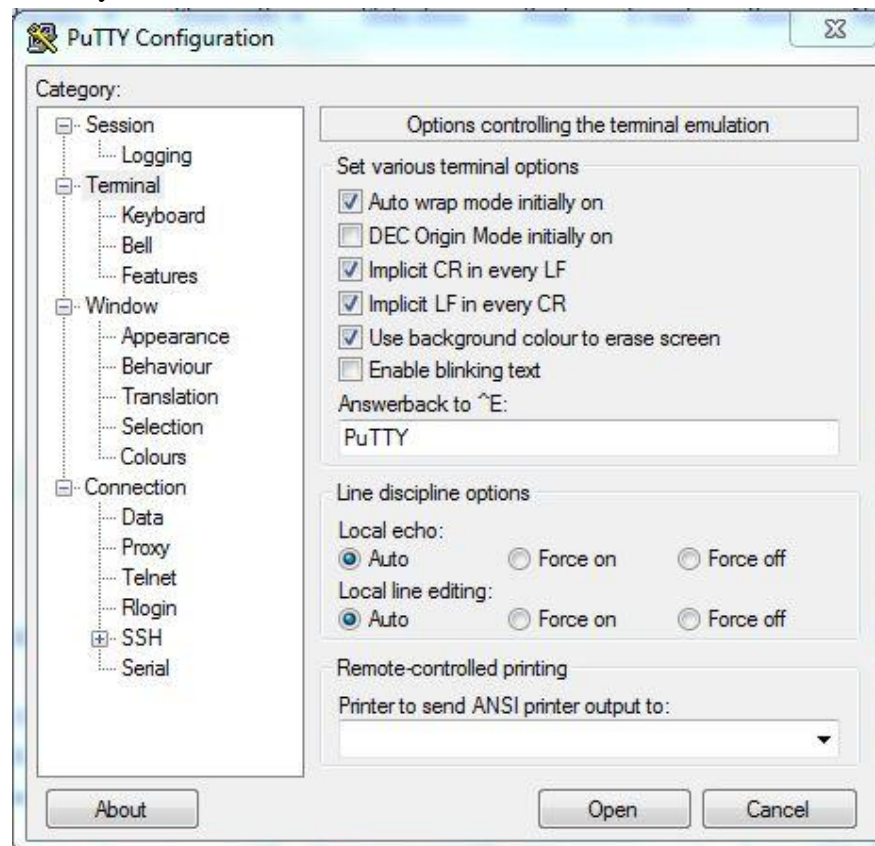 PuTTY Configuration
Category:
Session
Logging
Terminal
Keyboard
Bell
Features
Window
Appearance
Behaviour
Translation
Selection
Colours
Connection
Data
Proxy
Telnet
Rlogin
SSH
Serial
Options controlling the terminal emulation
Set various terminal options
Auto wrap mode initially on
DEC Origin Mode initially on
Implicit CR in every LF
Implicit LF in every CR
Use background colour to erase screen
Enable blinking text
Answerback to ^E:
PuTTY
Line discipline options
Local echo:
Auto Force on Force off
Local line editing:
Auto Force on Force off
Remote-controlled printing
Printer to send ANSI printer output to:
About Open Cancel